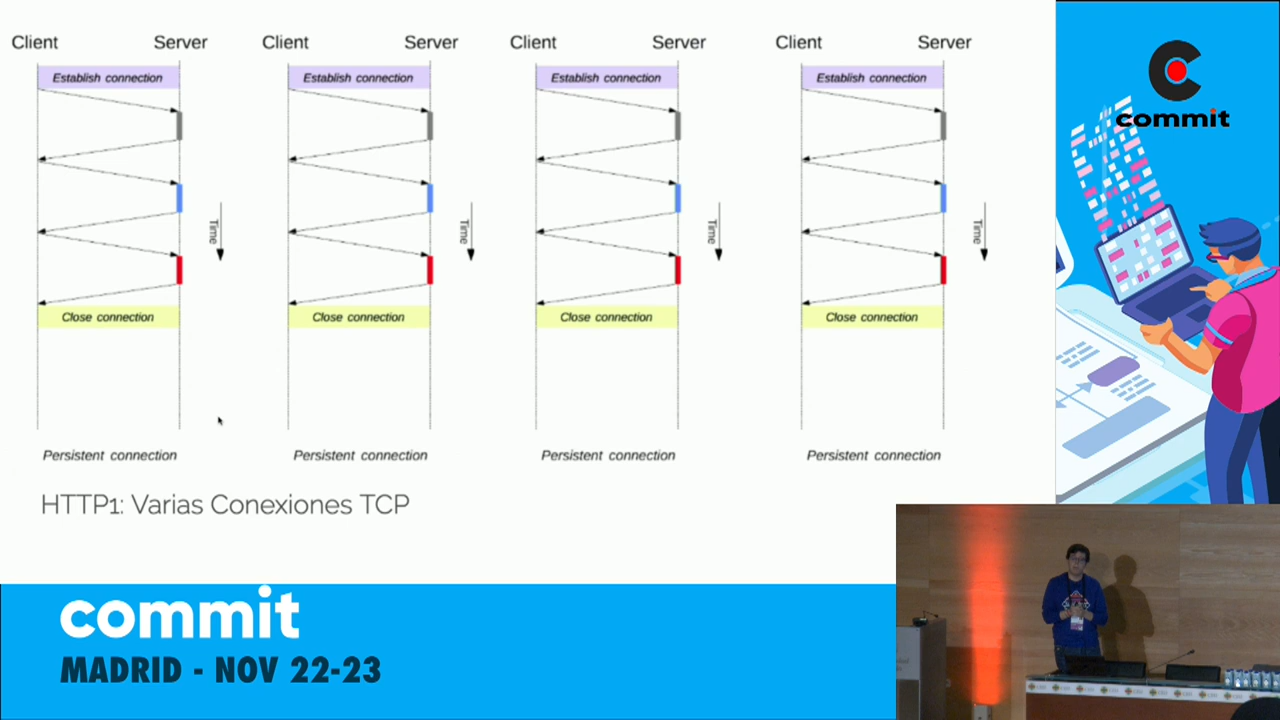 Client Server Client Server Client Server Client Server
Establish connection Establish connection Establish connection Establish connection
Time Time Time Time
Close connection Close connection Close connection Close connection
Persistent connection Persistent connection Persistent connection Persistent connection
HTTP1: Varias Conexiones TCP
commit
commit
MADRID - NOV 22-23